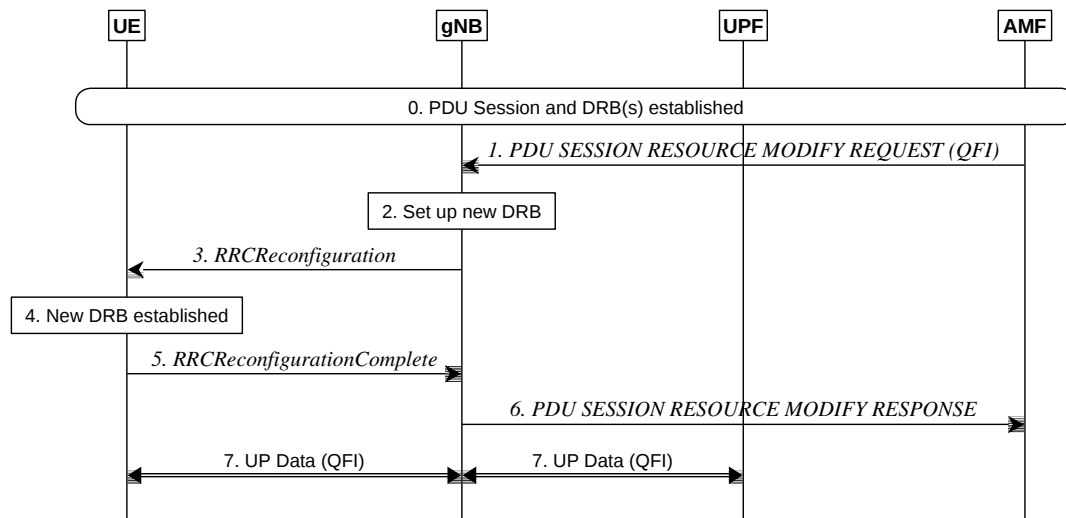 UE gNB UPF AMF
0. PDU Session and DRB(s) established
1. PDU SESSION RESOURCE MODIFY REQUEST (QFI)
2. Set up new DRB
3. RRCReconfiguration
4. New DRB established
5. RRCReconfigurationComplete
6. PDU SESSION RESOURCE MODIFY RESPONSE
7. UP Data (QFI) 7. UP Data (QFI)